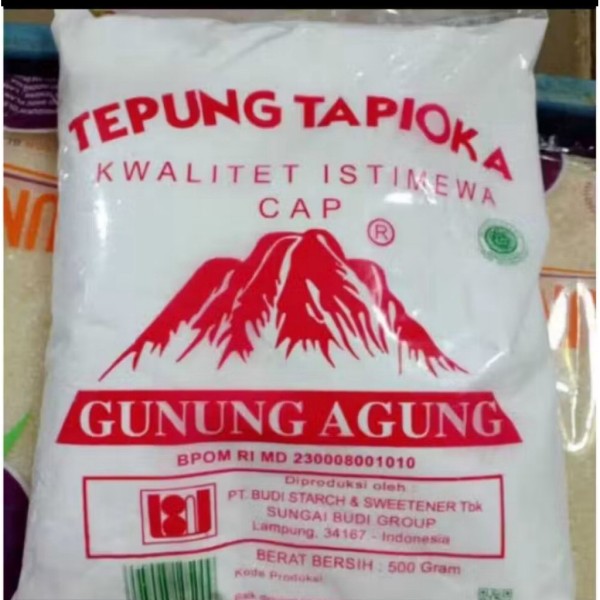 TEPUNG TAPIOKA
KWALITET ISTIMEWA
CAP
®
GUNUNG AGUNG
BPOM RI MD 230008001010
Diproduksi oleh :
PT. BUDI STARCH & SWEETENER Tbk
SUNGAI BUDI GROUP
Lampung, 34167 - Indonesia
BERAT BERSIH : 500 Gram
Kode Produksi